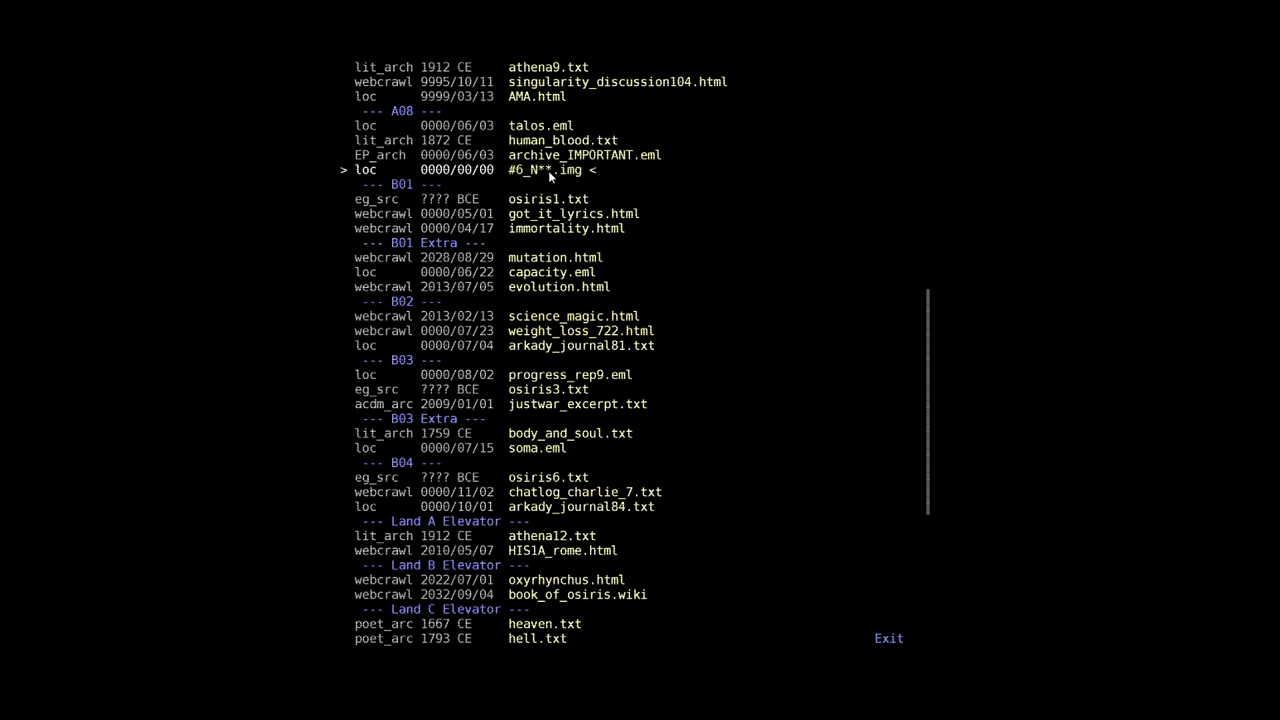 lit_arch 1912 CE athena9.txt
webcrawl 9995/10/11 singularity_discussion104.html
loc 9999/03/13 AMA.html
--- A08 ---
loc 0000/06/03 talos.eml
lit_arch 1872 CE human_blood.txt
EP_arch 0000/06/03 archive_IMPORTANT.eml
> loc 0000/00/00 #6_N**.img <
--- B01 ---
eg_src ???? BCE osiris1.txt
webcrawl 0000/05/01 got_it_lyrics.html
webcrawl 0000/04/17 immortality.html
--- B01 Extra ---
webcrawl 2028/08/29 mutation.html
loc 0000/06/22 capacity.eml
webcrawl 2013/07/05 evolution.html
--- B02 ---
webcrawl 2013/02/13 science_magic.html
webcrawl 0000/07/23 weight_loss_722.html
loc 0000/07/04 arkady_journal81.txt
--- B03 ---
loc 0000/08/02 progress_rep9.eml
eg_src ???? BCE osiris3.txt
acdm_arc 2009/01/01 justwar_excerpt.txt
--- B03 Extra ---
lit_arch 1759 CE body_and_soul.txt
loc 0000/07/15 soma.eml
--- B04 ---
eg_src ???? BCE osiris6.txt
webcrawl 0000/11/02 chatlog_charlie_7.txt
loc 0000/10/01 arkady_journal84.txt
--- Land A Elevator ---
lit_arch 1912 CE athena12.txt
webcrawl 2010/05/07 HIS1A_rome.html
--- Land B Elevator ---
webcrawl 2022/07/01 oxyrhynchus.html
webcrawl 2032/09/04 book_of_osiris.wiki
--- Land C Elevator ---
poet_arc 1667 CE heaven.txt
poet_arc 1793 CE hell.txt
Exit